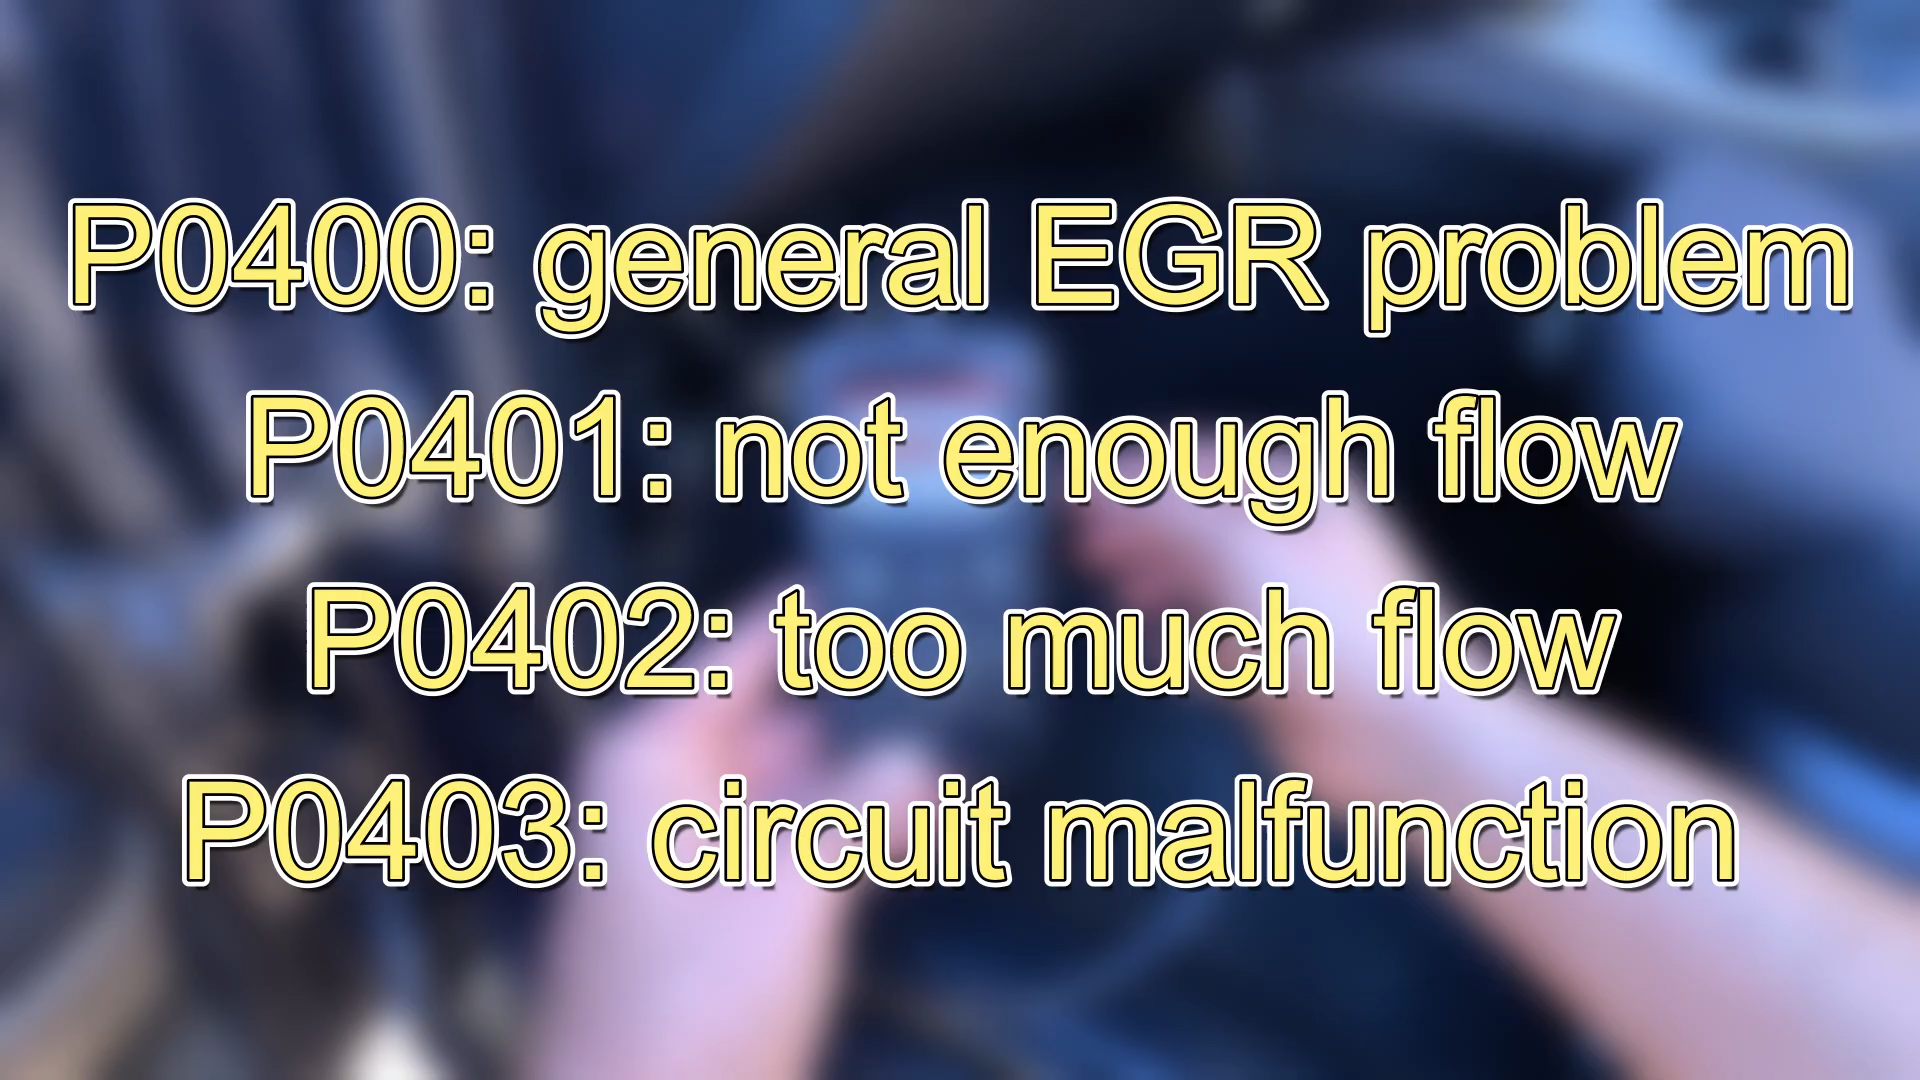 P0400: general EGR problem
P0401: not enough flow
P0402: too much flow
P0403: circuit malfunction